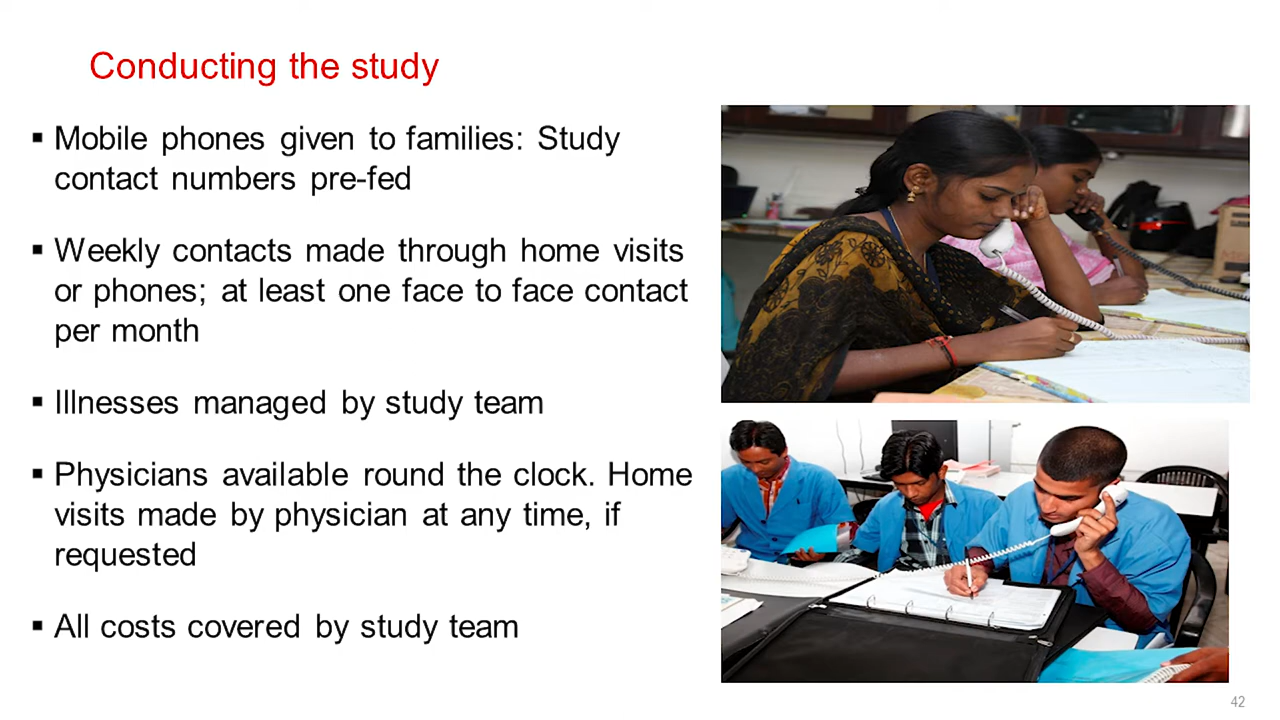 Conducting the study
▪ Mobile phones given to families: Study
contact numbers pre-fed
▪ Weekly contacts made through home visits
or phones; at least one face to face contact
per month
▪ Illnesses managed by study team
▪ Physicians available round the clock. Home
visits made by physician at any time, if
requested
▪ All costs covered by study team
42